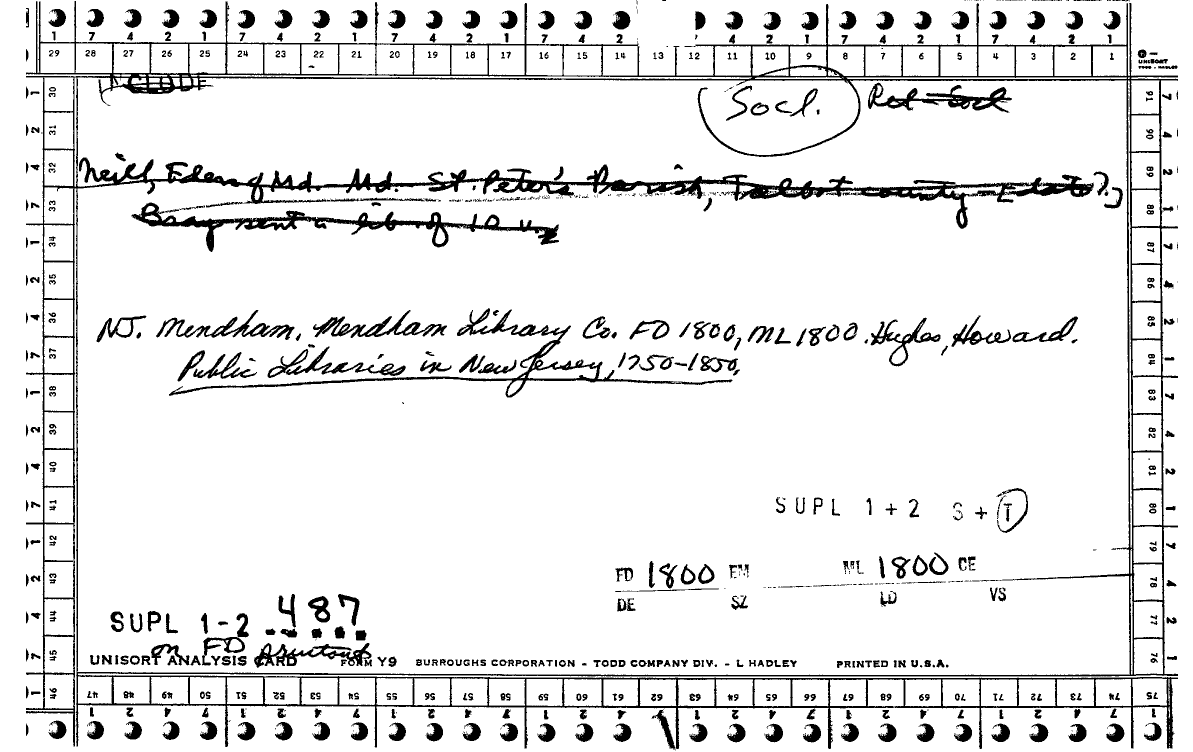 1 7 4 2 1 7 4 2 1 7 4 2 1 7 4 2 2 1 7 4 2 1 7 4 2 1
29 28 27 26 25 24 23 22 21 20 19 18 17 16 15 14 13 12 11 10 9 8 7 6 5 4 3 2 1
UNISORT
INCLUDE
Socl. Rel-Socl
Neill, Eden of Md. Md. St. Peter's Parish, Talbot county - [date?]
Bray sent a lib. of 10 v.
NJ. Mendham. Mendham Library Co. FD 1800, ML 1800. Hughes, Howard.
Public Libraries in New Jersey, 1750-1850.
SUPL 1+2 S+T
FD 1800 EM ML 1800 CE
DE SZ LD VS
SUPL 1-2 487
on FD
UNISORT ANALYSIS CARD FORM Y9 BURROUGHS CORPORATION - TODD COMPANY DIV. - L HADLEY PRINTED IN U.S.A.
30 31 32 33 34 35 36 37 38 39 40 41 42 43 44 45 46
91 90 89 88 87 86 85 84 83 82 81 80 79 78 77 76
47 48 49 50 51 52 53 54 55 56 57 58 59 60 61 62 63 64 65 66 67 68 69 70 71 72 73 74 75